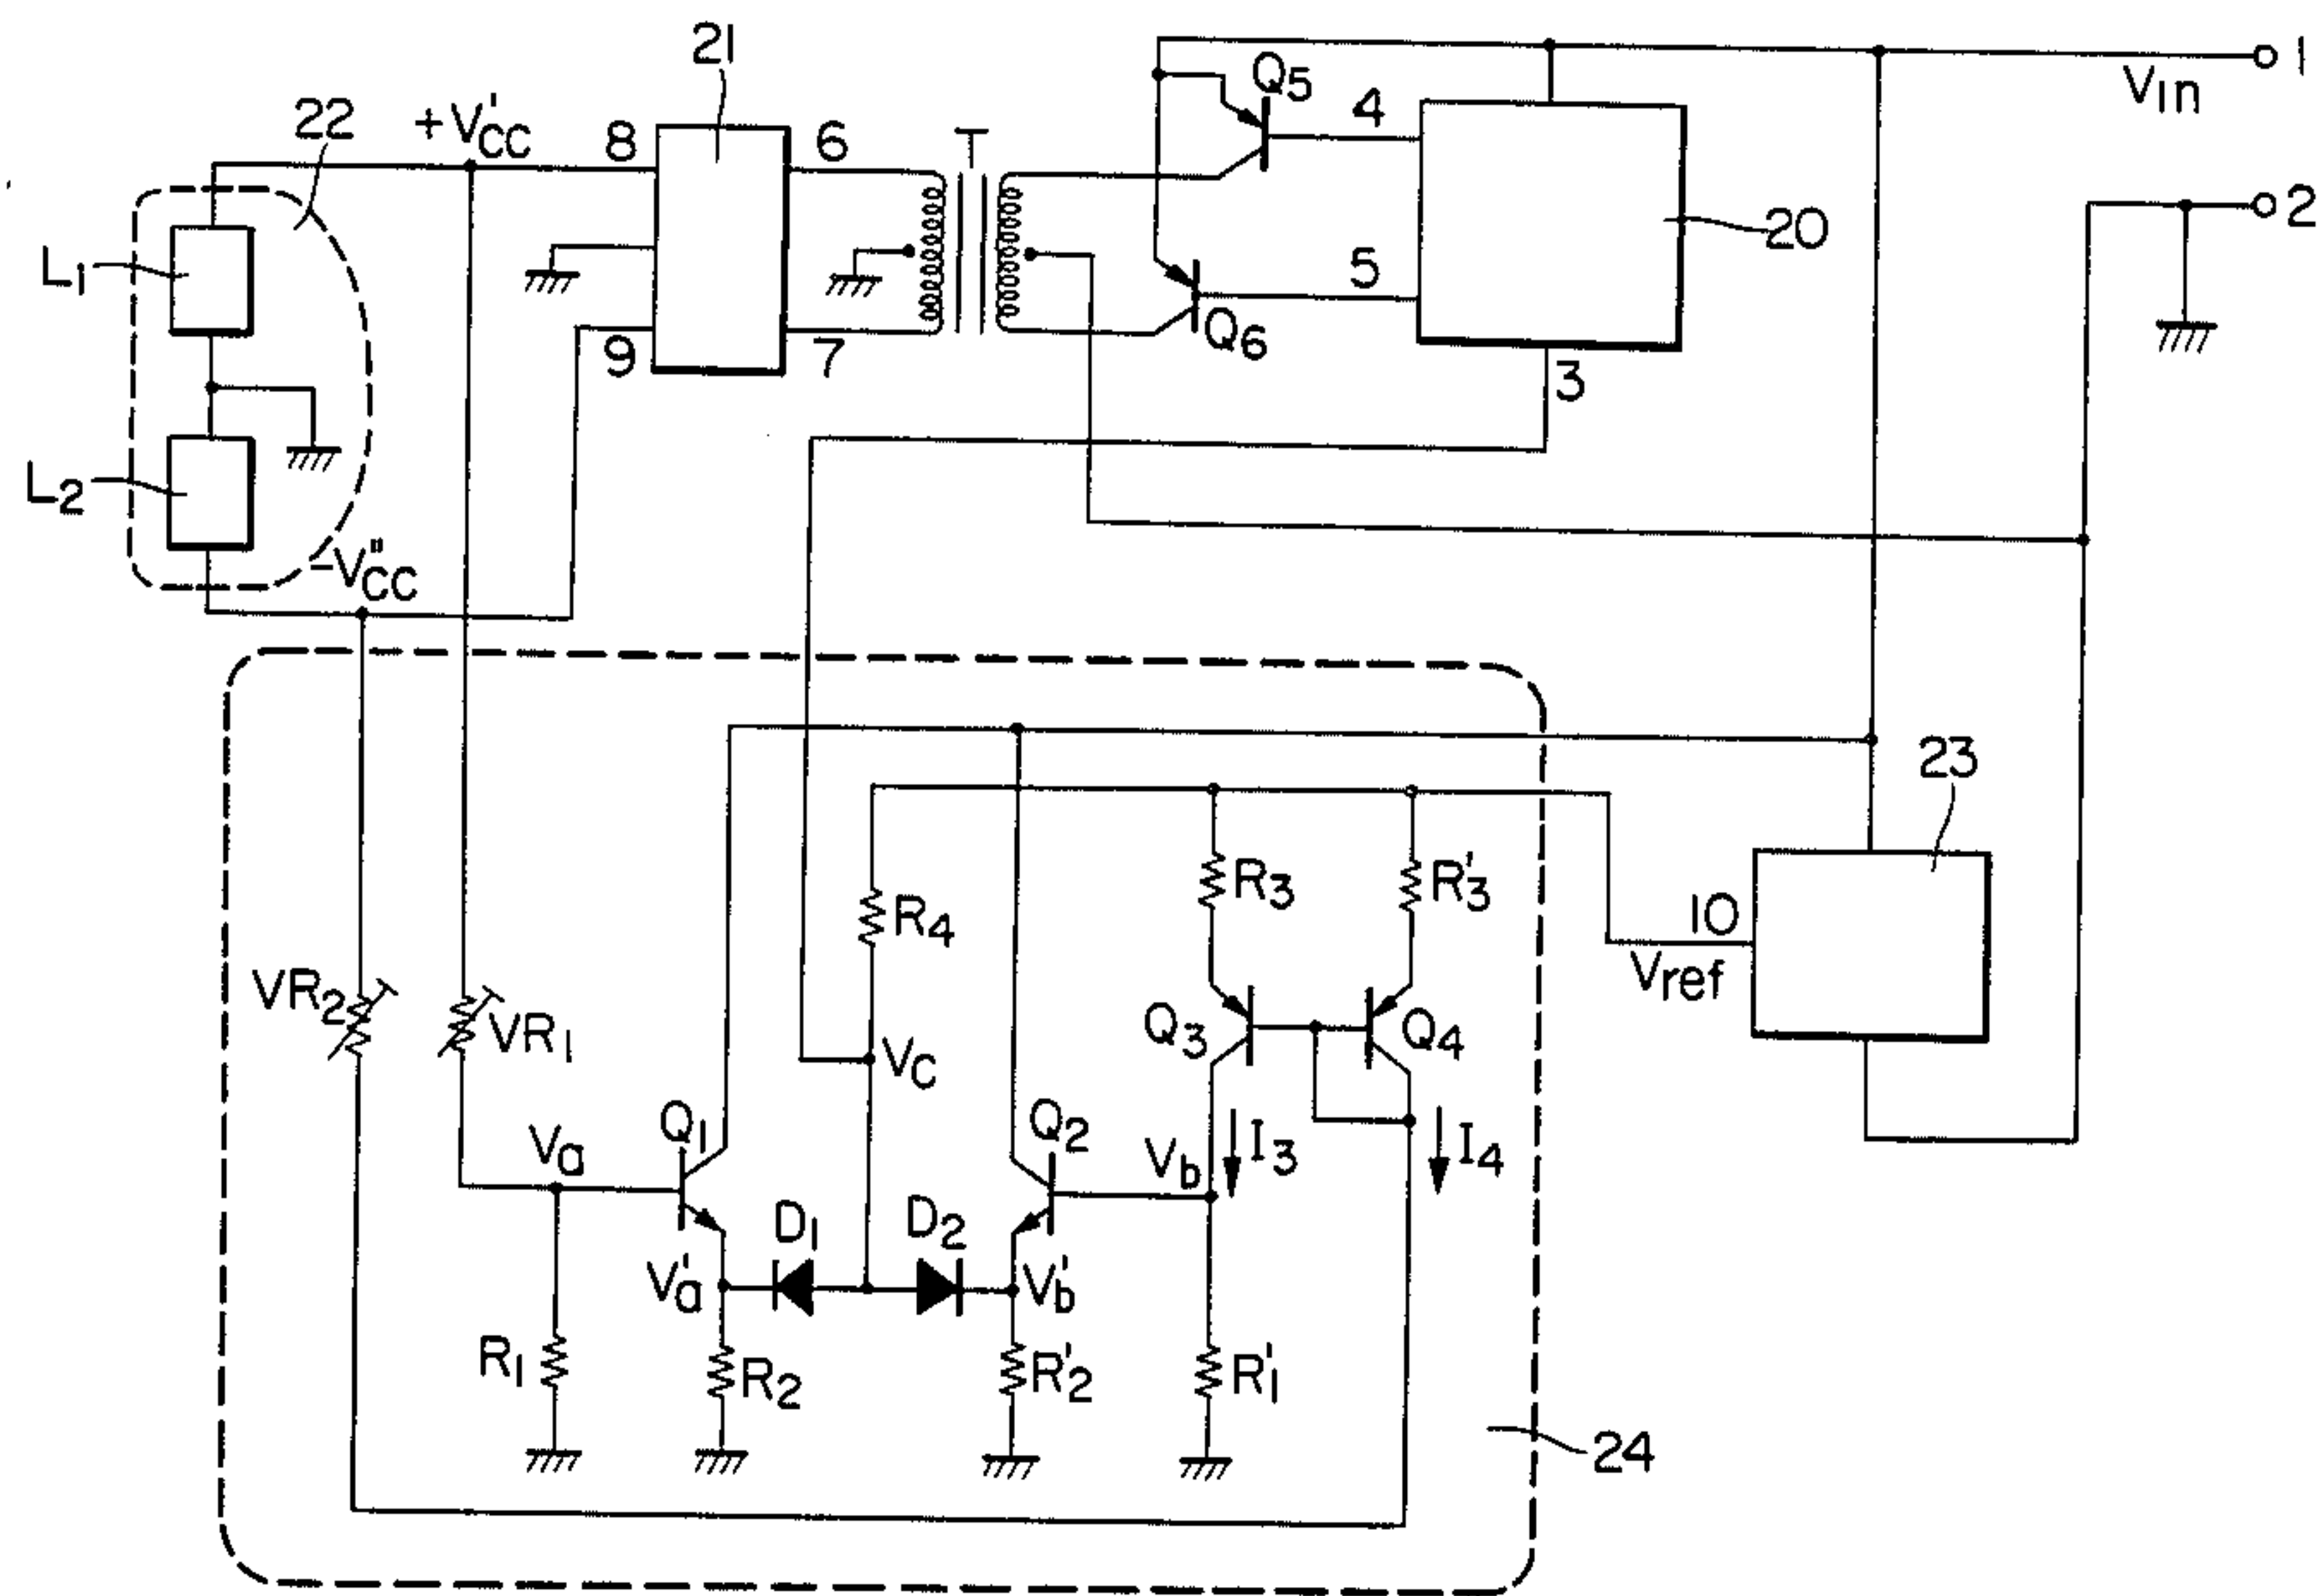 21
22
+V'CC
8
6
T
Q5
4
Vin
1
2
20
L1
5
Q6
9
7
3
L2
-V"CC
23
R3
R'3
R4
10
Vref
VR2
VR1
Q3
Q4
VC
Va
Q1
Q2
Vb
I3
I4
D1
D2
V'a
V'b
R1
R2
R'2
R'1
24